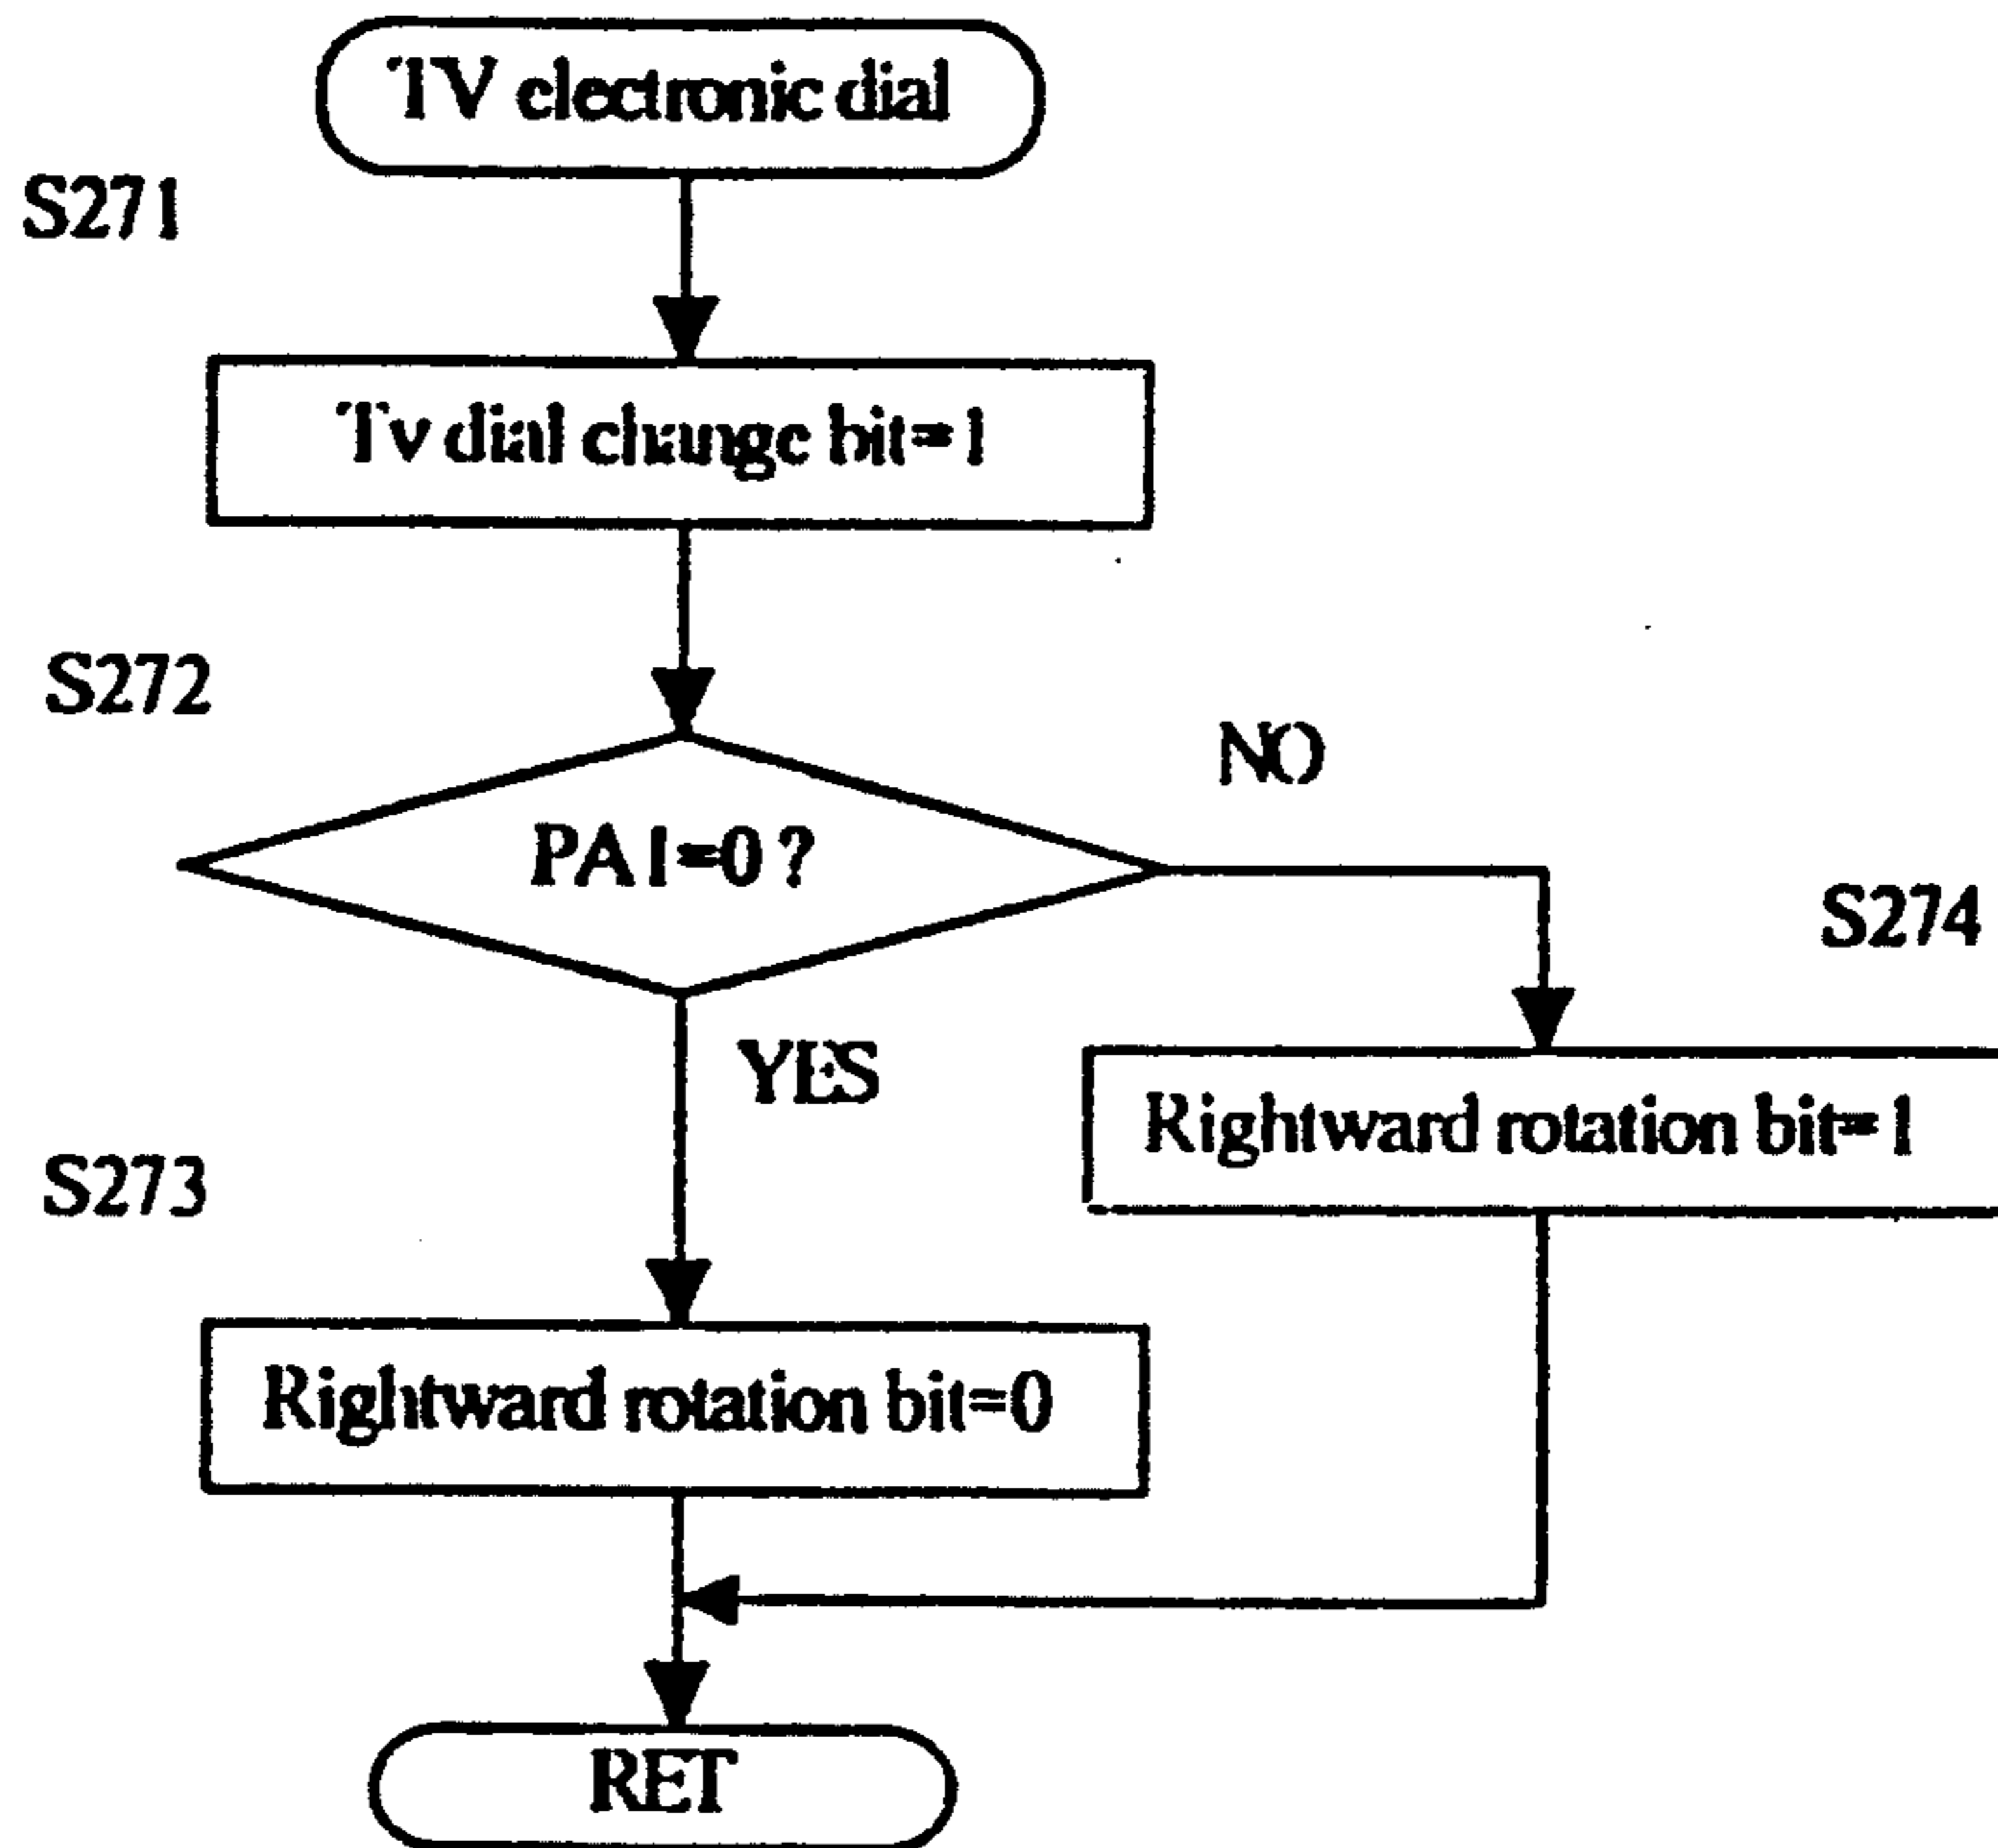 TV electronic dial
S271
Tv dial change bit=1
S272
NO
PA1=0?
S274
YES
Rightward rotation bit=1
S273
Rightward rotation bit=0
RET